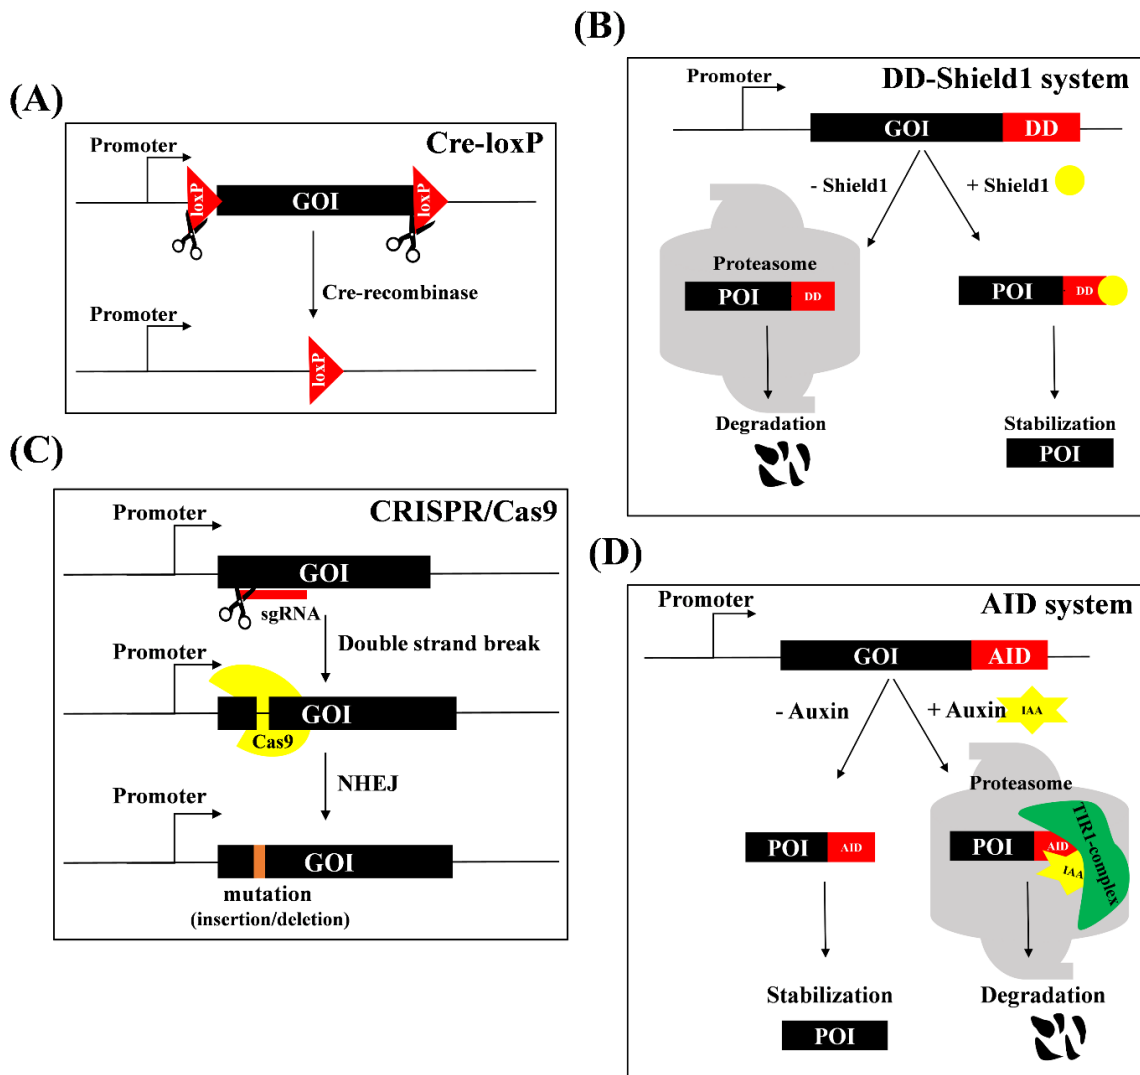 (A)
Cre-loxP
Promoter
loxP
GOI
loxP
Cre-recombinase
Promoter
loxP
(B)
DD-Shield1 system
Promoter
GOI DD
- Shield1 + Shield1
Proteasome
POI DD
POI DD
Degradation
Stabilization
POI
(C)
CRISPR/Cas9
Promoter
GOI
sgRNA
Double strand break
Promoter
GOI
Cas9
NHEJ
Promoter
GOI
mutation
(insertion/deletion)
(D)
AID system
Promoter
GOI AID
- Auxin + Auxin IAA
Proteasome
POI AID
POI AID
IAA
TIR1-complex
Stabilization
POI
Degradation